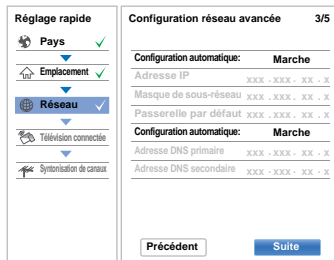 Réglage rapide
Pays
Emplacement
Réseau
Télévision connectée
Syntonisation de canaux
Configuration réseau avancée 3/5
Configuration automatique: Marche
Adresse IP xxx . xxx . xx . x
Masque de sous-réseau xxx . xxx . xx . x
Passerelle par défaut xxx . xxx . xx . x
Configuration automatique: Marche
Adresse DNS primaire xxx . xxx . xx . x
Adresse DNS secondaire xxx . xxx . xx . x
Précédent Suite